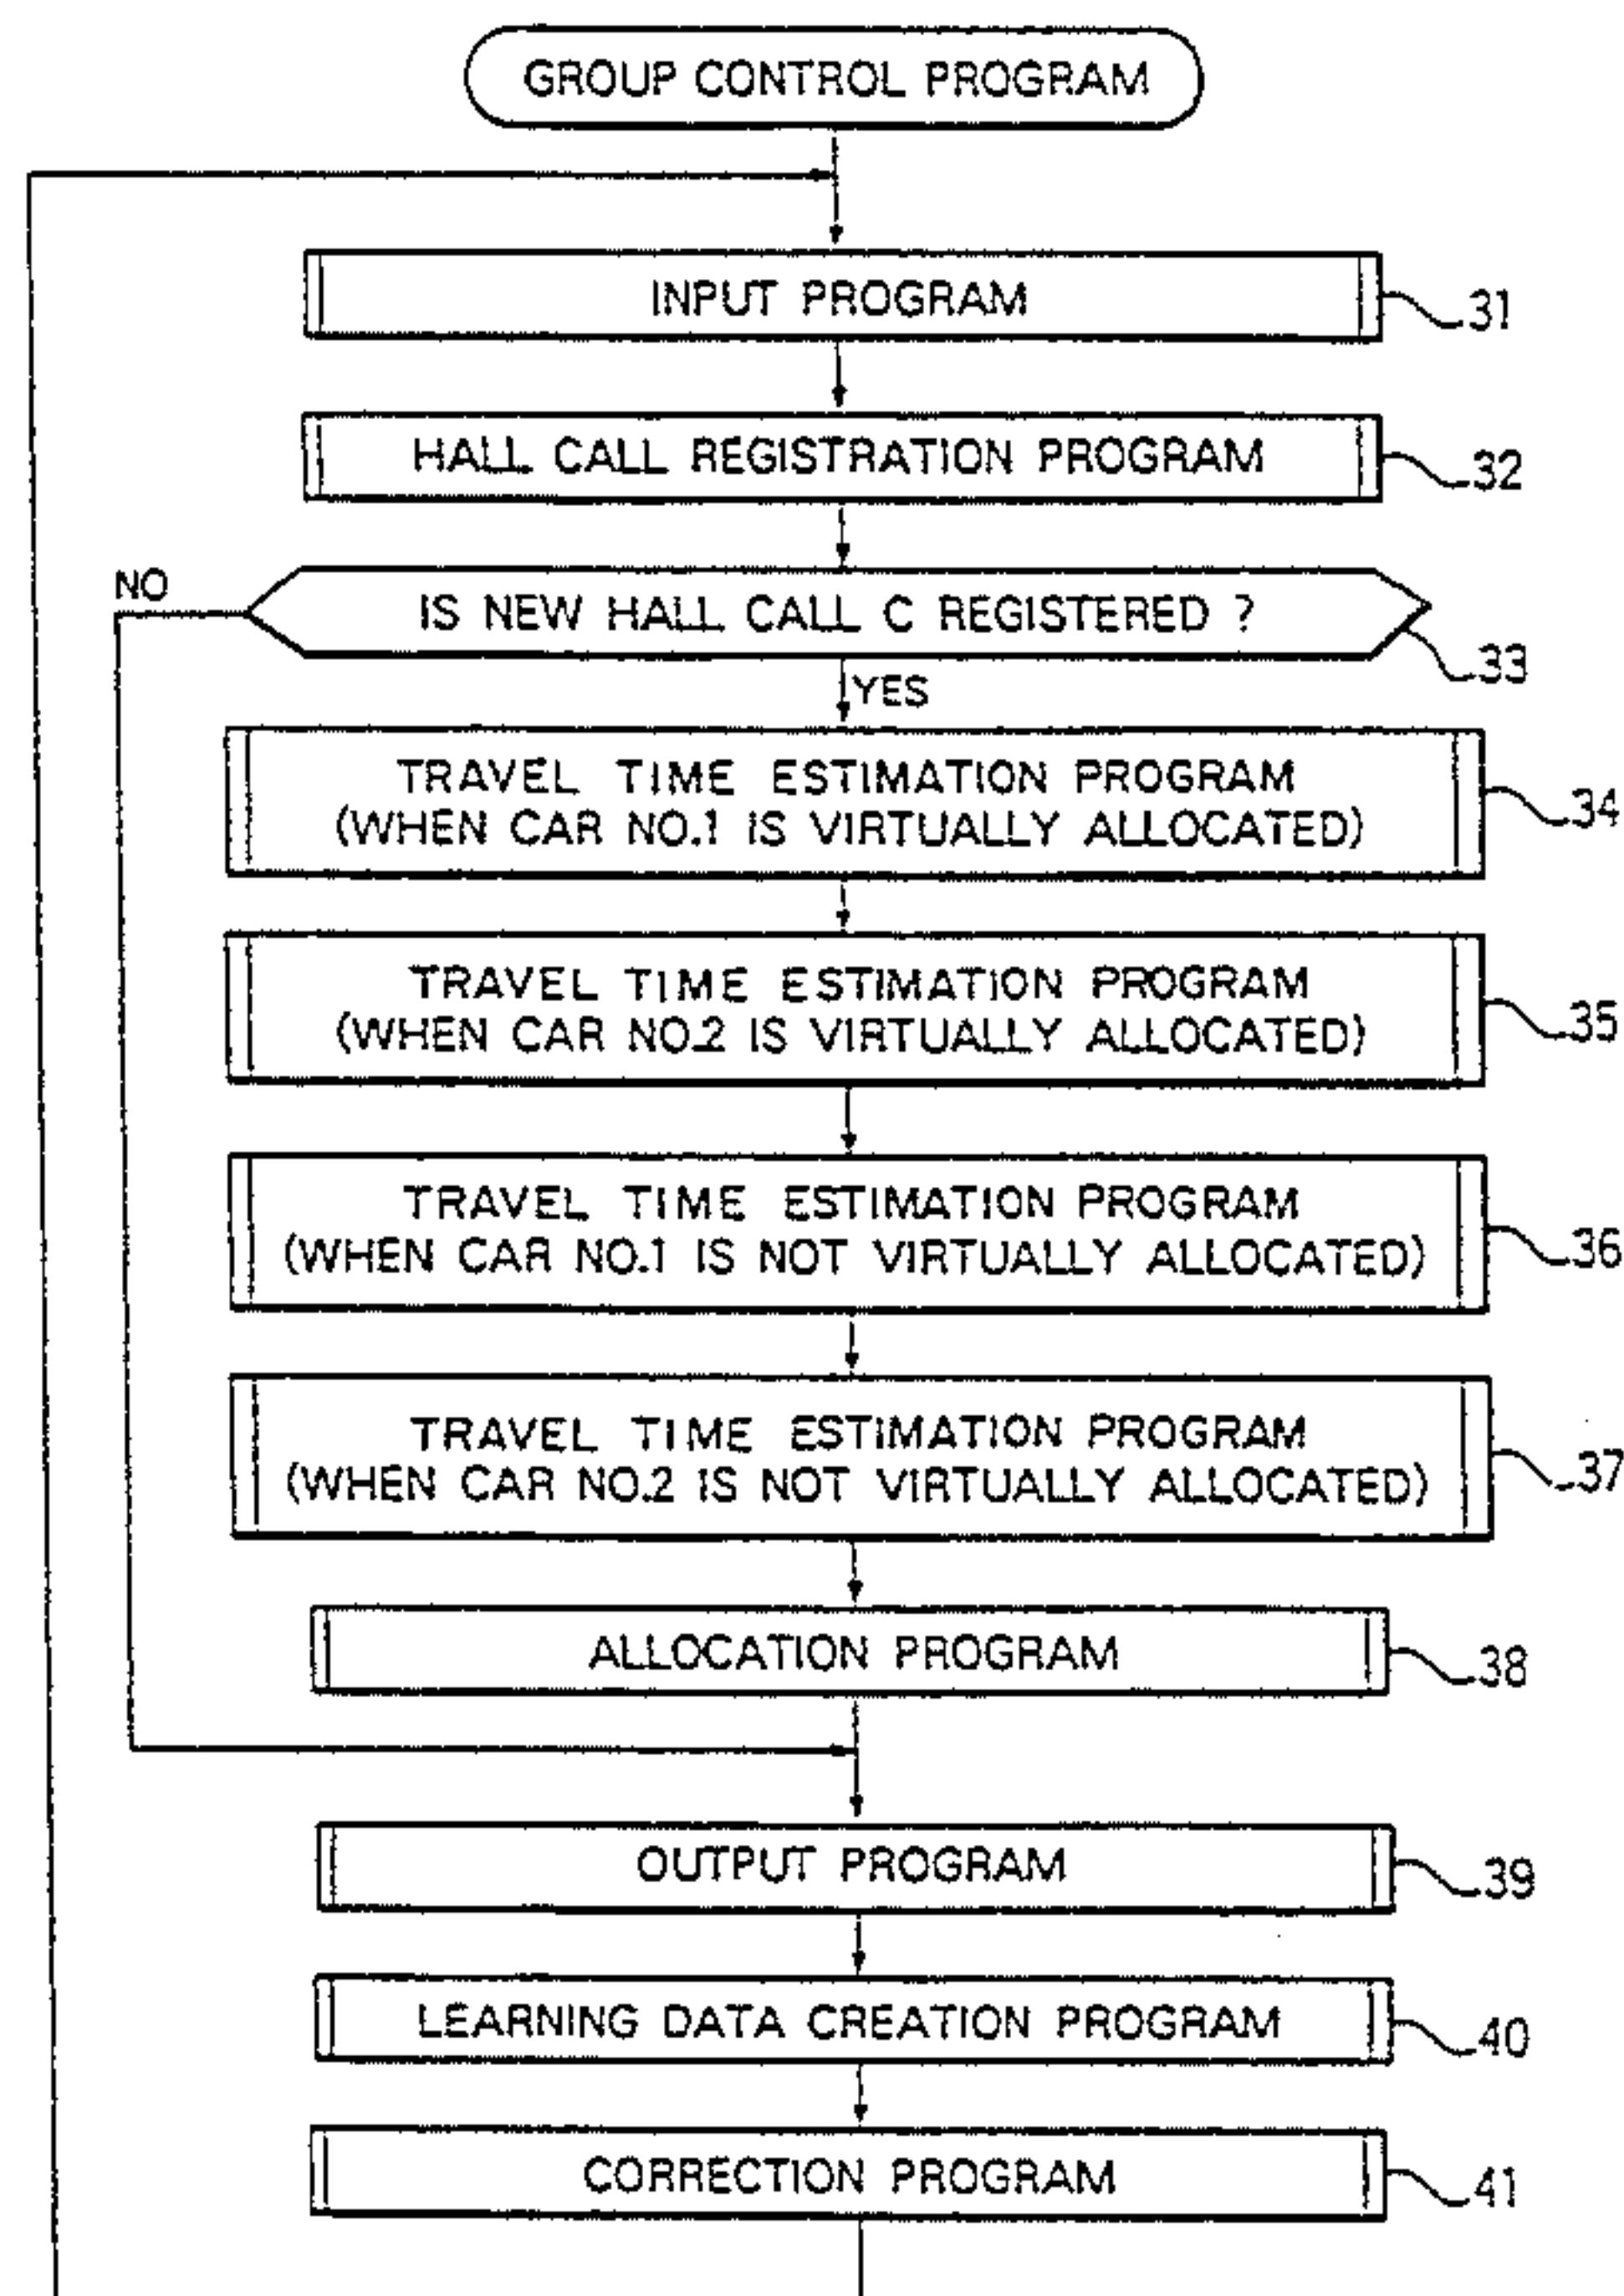 GROUP CONTROL PROGRAM
INPUT PROGRAM
31
HALL CALL REGISTRATION PROGRAM
32
NO
IS NEW HALL CALL C REGISTERED ?
33
YES
TRAVEL TIME ESTIMATION PROGRAM
(WHEN CAR NO.1 IS VIRTUALLY ALLOCATED)
34
TRAVEL TIME ESTIMATION PROGRAM
(WHEN CAR NO.2 IS VIRTUALLY ALLOCATED)
35
TRAVEL TIME ESTIMATION PROGRAM
(WHEN CAR NO.1 IS NOT VIRTUALLY ALLOCATED)
36
TRAVEL TIME ESTIMATION PROGRAM
(WHEN CAR NO.2 IS NOT VIRTUALLY ALLOCATED)
37
ALLOCATION PROGRAM
38
OUTPUT PROGRAM
39
LEARNING DATA CREATION PROGRAM
40
CORRECTION PROGRAM
41